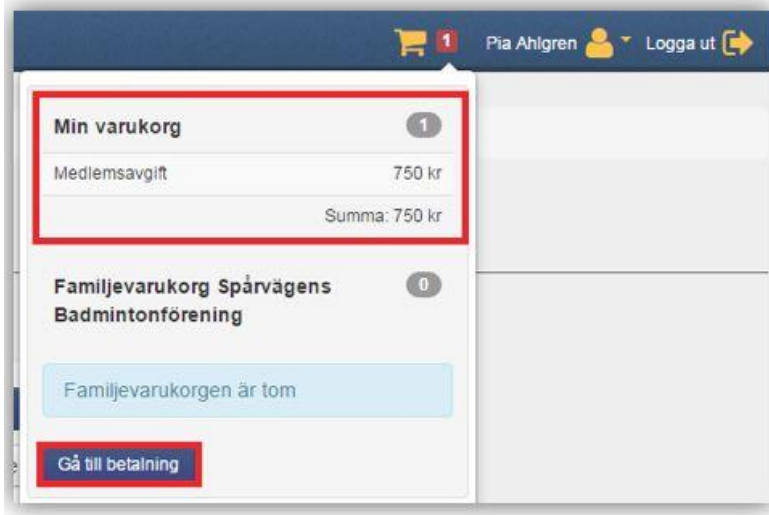 1 Pia Ahlgren Logga ut
Min varukorg 1
Medlemsavgift 750 kr
Summa: 750 kr
Familjevarukorg Spårvägens 0
Badmintonförening
Familjevarukorgen är tom
Gå till betalning